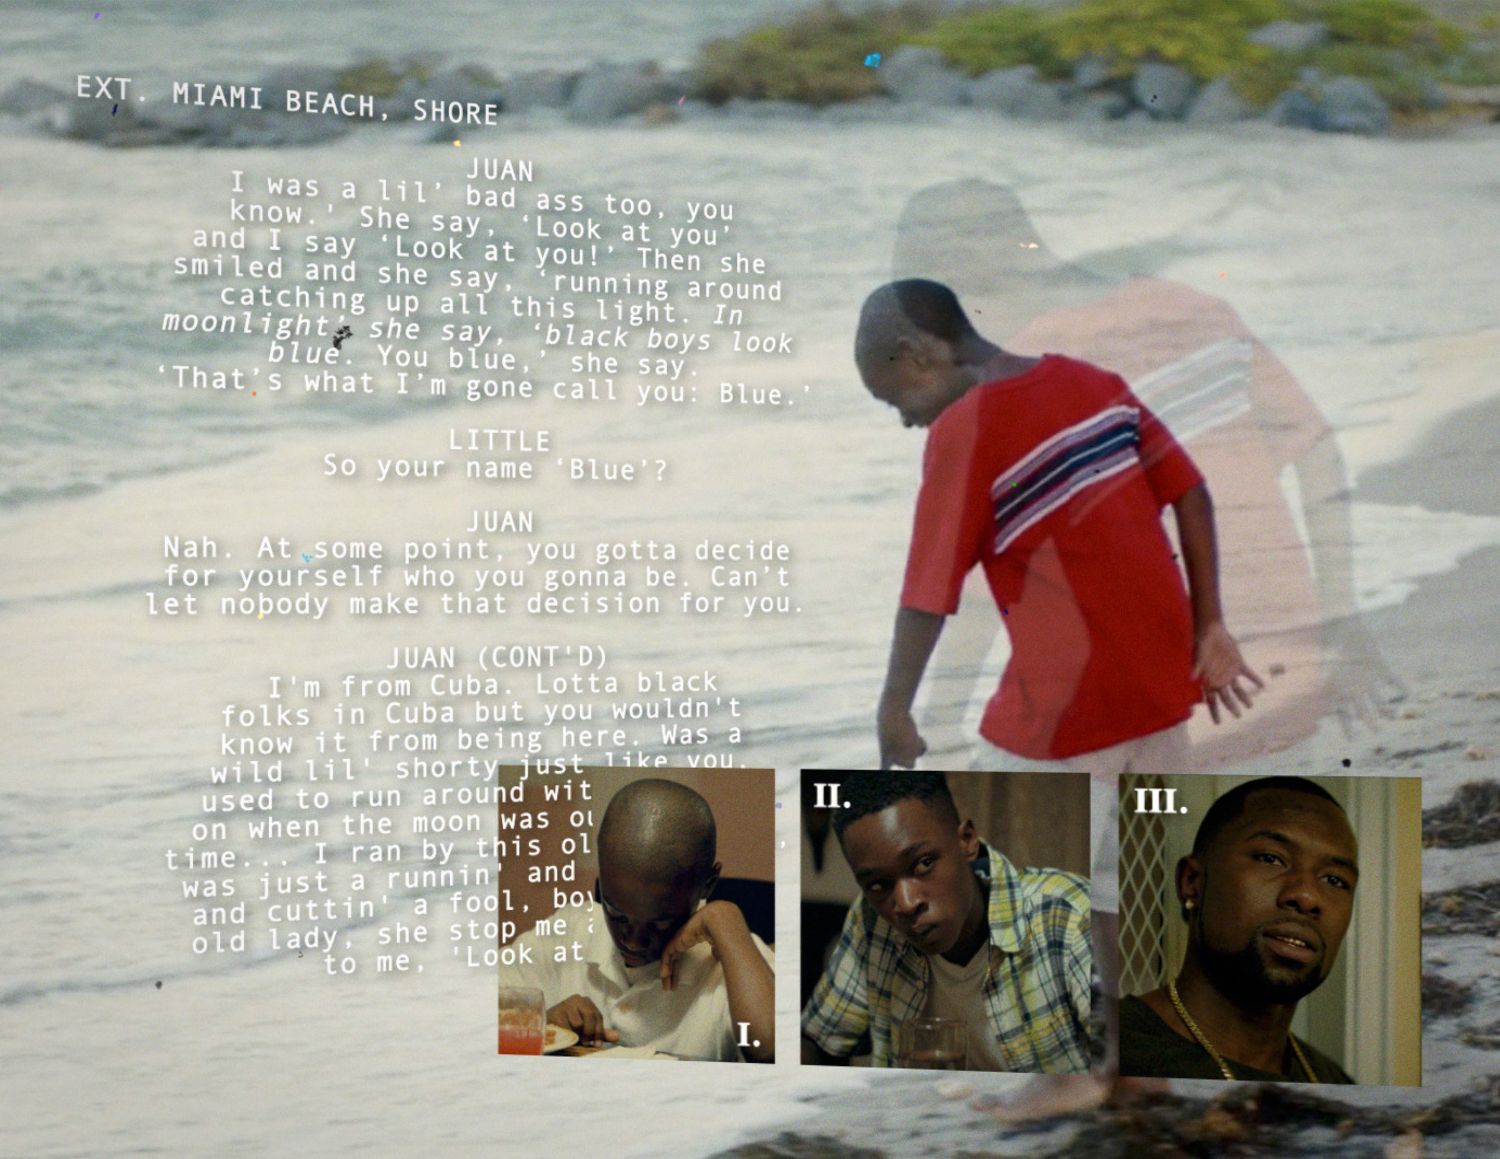 EXT. MIAMI BEACH, SHORE
JUAN
I was a lil’ bad ass too, you
know.' She say, ‘Look at you’
and I say ‘Look at you!’ Then she
smiled and she say, ‘running around
catching up all this light. In
moonlight’ she say, ‘black boys look
blue. You blue,’ she say.
‘That’s what I’m gone call you: Blue.’
LITTLE
So your name ‘Blue’?
JUAN
Nah. At some point, you gotta decide
for yourself who you gonna be. Can’t
let nobody make that decision for you.
JUAN (CONT'D)
I'm from Cuba. Lotta black
folks in Cuba but you wouldn't
know it from being here. Was a
wild lil' shorty just like you,
used to run around
on when the moon was
time... I ran by this
was just a runnin' and
and cuttin' a fool,
old lady, she stop me
to me, 'Look at
I.
II.
III.